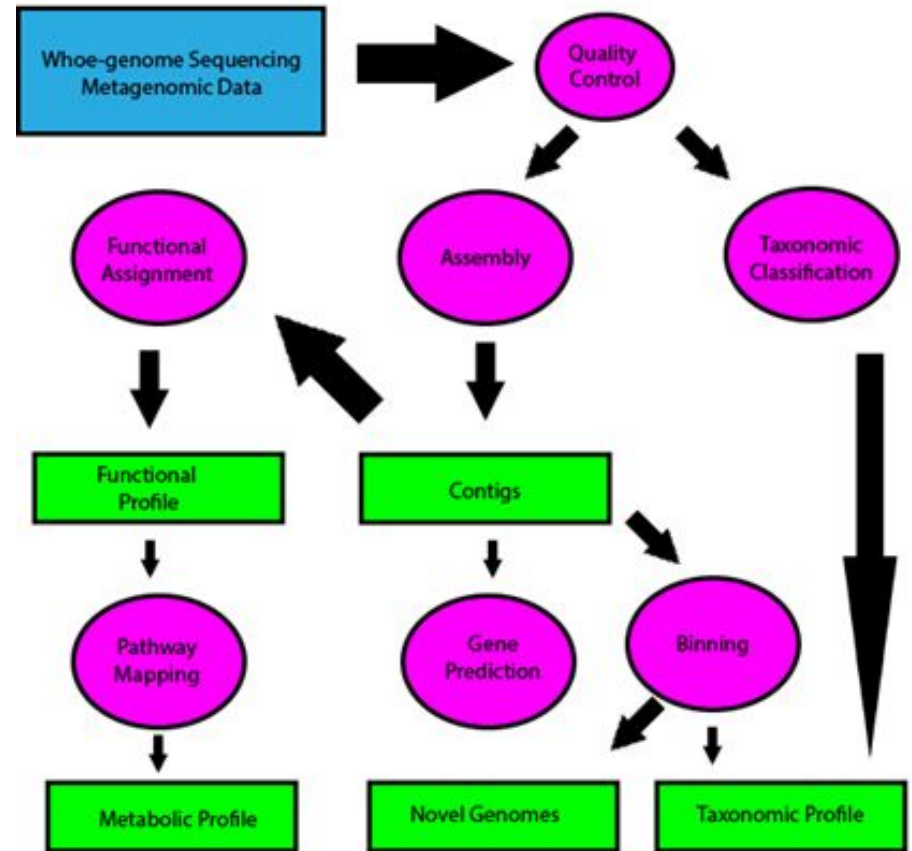 Whoe-genome Sequencing
Metagenomic Data
Quality
Control
Functional
Assignment
Assembly
Taxonomic
Classification
Functional
Profile
Contigs
Pathway
Mapping
Gene
Prediction
Binning
Metabolic Profile
Novel Genomes
Taxonomic Profile